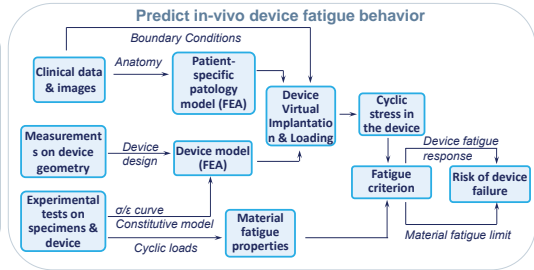 Predict in-vivo device fatigue behavior
Boundary Conditions
Clinical data
& images
Anatomy
Patient-
specific
patology
model (FEA)
Device
Virtual
Implantatio
n & Loading
Cyclic
stress in
the device
Measurement
s on device
geometry
Device
design
Device model
(FEA)
Device fatigue
response
Fatigue
criterion
Risk of device
failure
Experimental
tests on
specimens &
device
σ/ε curve
Constitutive model
Cyclic loads
Material
fatigue
properties
Material fatigue limit